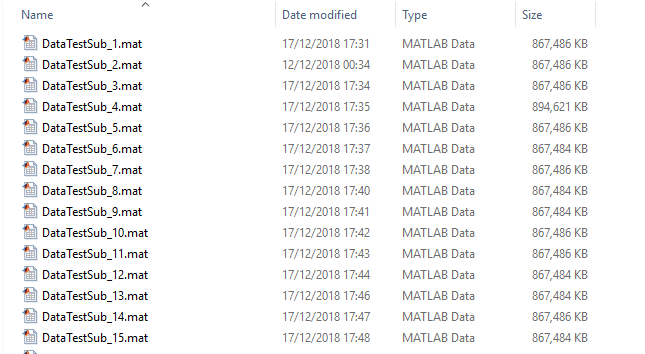 Name Date modified Type Size
DataTestSub_1.mat 17/12/2018 17:31 MATLAB Data 867,486 KB
DataTestSub_2.mat 12/12/2018 00:34 MATLAB Data 867,486 KB
DataTestSub_3.mat 17/12/2018 17:34 MATLAB Data 867,486 KB
DataTestSub_4.mat 17/12/2018 17:35 MATLAB Data 894,621 KB
DataTestSub_5.mat 17/12/2018 17:36 MATLAB Data 867,486 KB
DataTestSub_6.mat 17/12/2018 17:37 MATLAB Data 867,484 KB
DataTestSub_7.mat 17/12/2018 17:38 MATLAB Data 867,486 KB
DataTestSub_8.mat 17/12/2018 17:40 MATLAB Data 867,484 KB
DataTestSub_9.mat 17/12/2018 17:41 MATLAB Data 867,484 KB
DataTestSub_10.mat 17/12/2018 17:42 MATLAB Data 867,486 KB
DataTestSub_11.mat 17/12/2018 17:43 MATLAB Data 867,486 KB
DataTestSub_12.mat 17/12/2018 17:44 MATLAB Data 867,484 KB
DataTestSub_13.mat 17/12/2018 17:46 MATLAB Data 867,484 KB
DataTestSub_14.mat 17/12/2018 17:47 MATLAB Data 867,486 KB
DataTestSub_15.mat 17/12/2018 17:48 MATLAB Data 867,484 KB